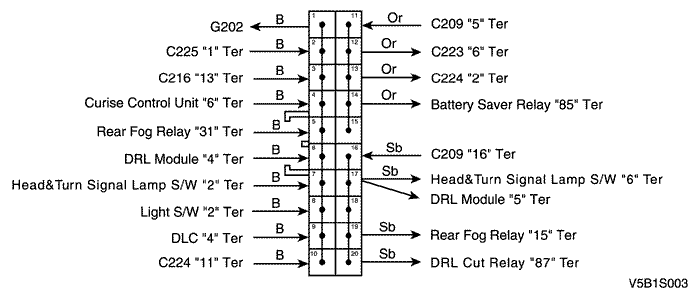 G202 B 1 11 Or C209 "5" Ter
C225 "1" Ter B 2 12 Or C223 "6" Ter
C216 "13" Ter B 3 13 Or C224 "2" Ter
Curise Control Unit "6" Ter B 4 14 Or Battery Saver Relay "85" Ter
Rear Fog Relay "31" Ter B 5 15
DRL Module "4" Ter B 6 16 Sb C209 "16" Ter
Head&Turn Signal Lamp S/W "2" Ter B 7 17 Sb Head&Turn Signal Lamp S/W "6" Ter
DRL Module "5" Ter
Light S/W "2" Ter B 8 18
DLC "4" Ter B 9 19 Sb Rear Fog Relay "15" Ter
C224 "11" Ter B 10 20 Sb DRL Cut Relay "87" Ter
V5B1S003